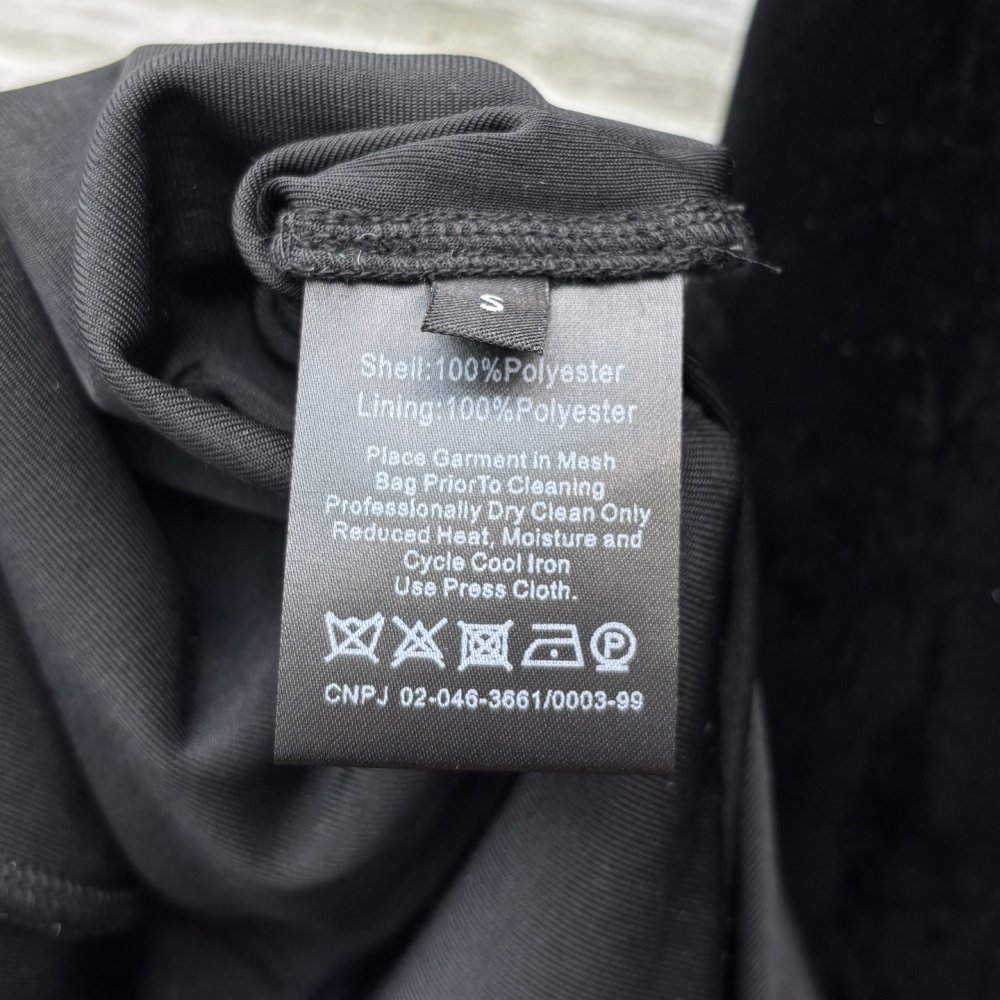 S
Shell:100%Polyester
Lining:100%Polyester
Place Garment in Mesh
Bag PriorTo Cleaning
Professionally Dry Clean Only
Reduced Heat, Moisture and
Cycle Cool Iron
Use Press Cloth.
P
CNPJ 02-046-3661/0003-99